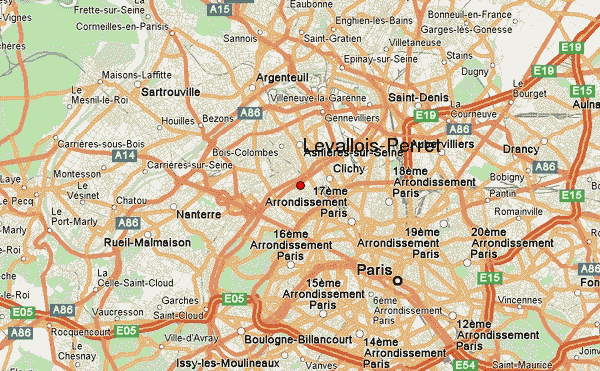 Eaubonne
Frette-sur-Seine
A15
Bonneuil-en-France
Cormeilles-en-Parisis
Enghien-les-Bains
Garges-lès-Gonesse
Sannois
Saint-Gratien
Villetaneuse
E19
Epinay-sur-Seine
Stains
Dugny
Maisons-Laffitte
Argenteuil
Le
Mesnil-le-Roi
Sartrouville
Villeneuve-la-Garenne
Saint-Denis
Le
Bourget
E15
A86
Gennevilliers
E19
La
Courneuve
Aulna
Houilles
Bezons
A86
Carrières-sous-Bois
Levallois-Perret
Aubervilliers
Drancy
A14
Bois-Colombes
Asnières-sur-Seine
Carrières-sur-Seine
Clichy
Montesson
18ème
Arrondissement
Paris
Bobigny
Laye
Le
Vésinet
17ème
Arrondissement
Paris
Pantin
E15
Le Pecq
Chatou
Le
Port-Marly
Nanterre
Romainville
Rueil-Malmaison
16ème
Arrondissement
Paris
19ème
Arrondissement
Paris
20ème
Arrondissement
Paris
La
Celle-Saint-Cloud
Paris
E15
A86
Fon
15ème
Arrondissement
Paris
E05
Vaucresson
Garches
E05
6ème
Arrondissement
Paris
Vincennes
A86
Saint-Cloud
Rocquencourt
E05
12ème
Arrondissement
Paris
Ville-d'Avray
Boulogne-Billancourt
14ème
Arrondissement
Paris
Le
Chesnay
Joinv
Issy-les-Moulineaux
Vanves
E54
Saint-Maurice